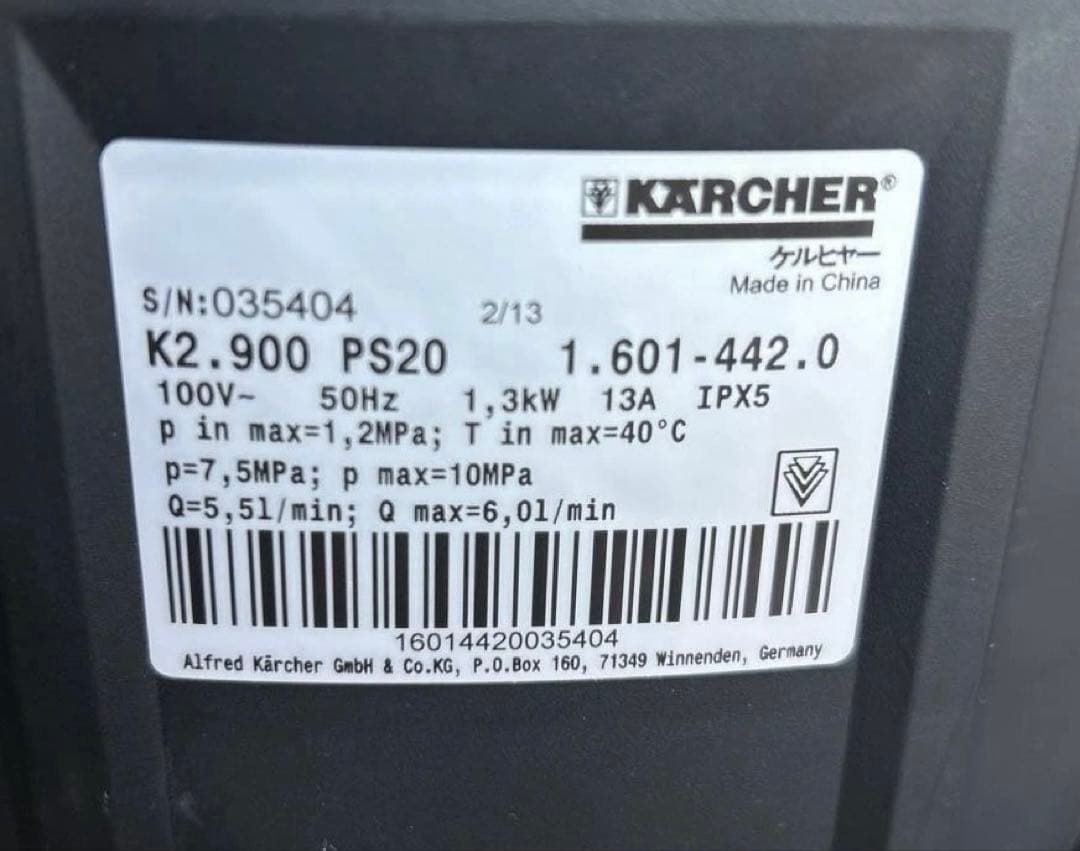 KÄRCHER®
ケルヒャー
Made in China
S/N:035404 2/13
K2.900 PS20 1.601-442.0
100V~ 50Hz 1,3kW 13A IPX5
p in max=1,2MPa; T in max=40°C
p=7,5MPa; p max=10MPa
Q=5,5l/min; Q max=6,0l/min
16014420035404
Alfred Kärcher GmbH & Co.KG, P.O.Box 160, 71349 Winnenden, Germany